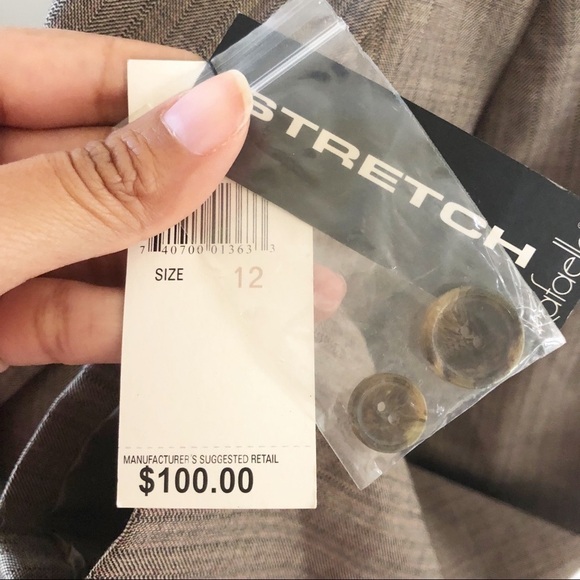 STRETCH
7 40700 01363 3
SIZE 12
MANUFACTURER'S SUGGESTED RETAIL
$100.00